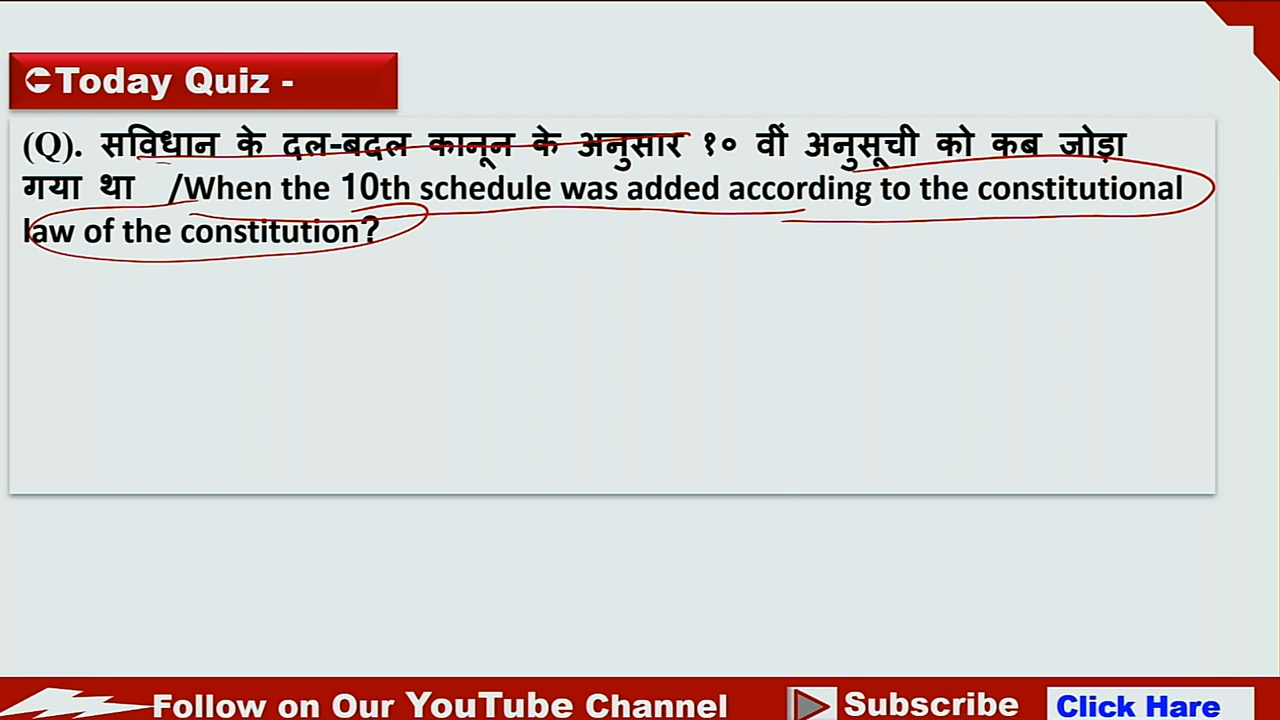 Today Quiz -
(Q). सविधान के दल-बदल कानून के अनुसार १० वीं अनुसूची को कब जोड़ा
गया था /When the 10th schedule was added according to the constitutional
law of the constitution?
Follow on Our YouTube Channel
Subscribe
Click Hare